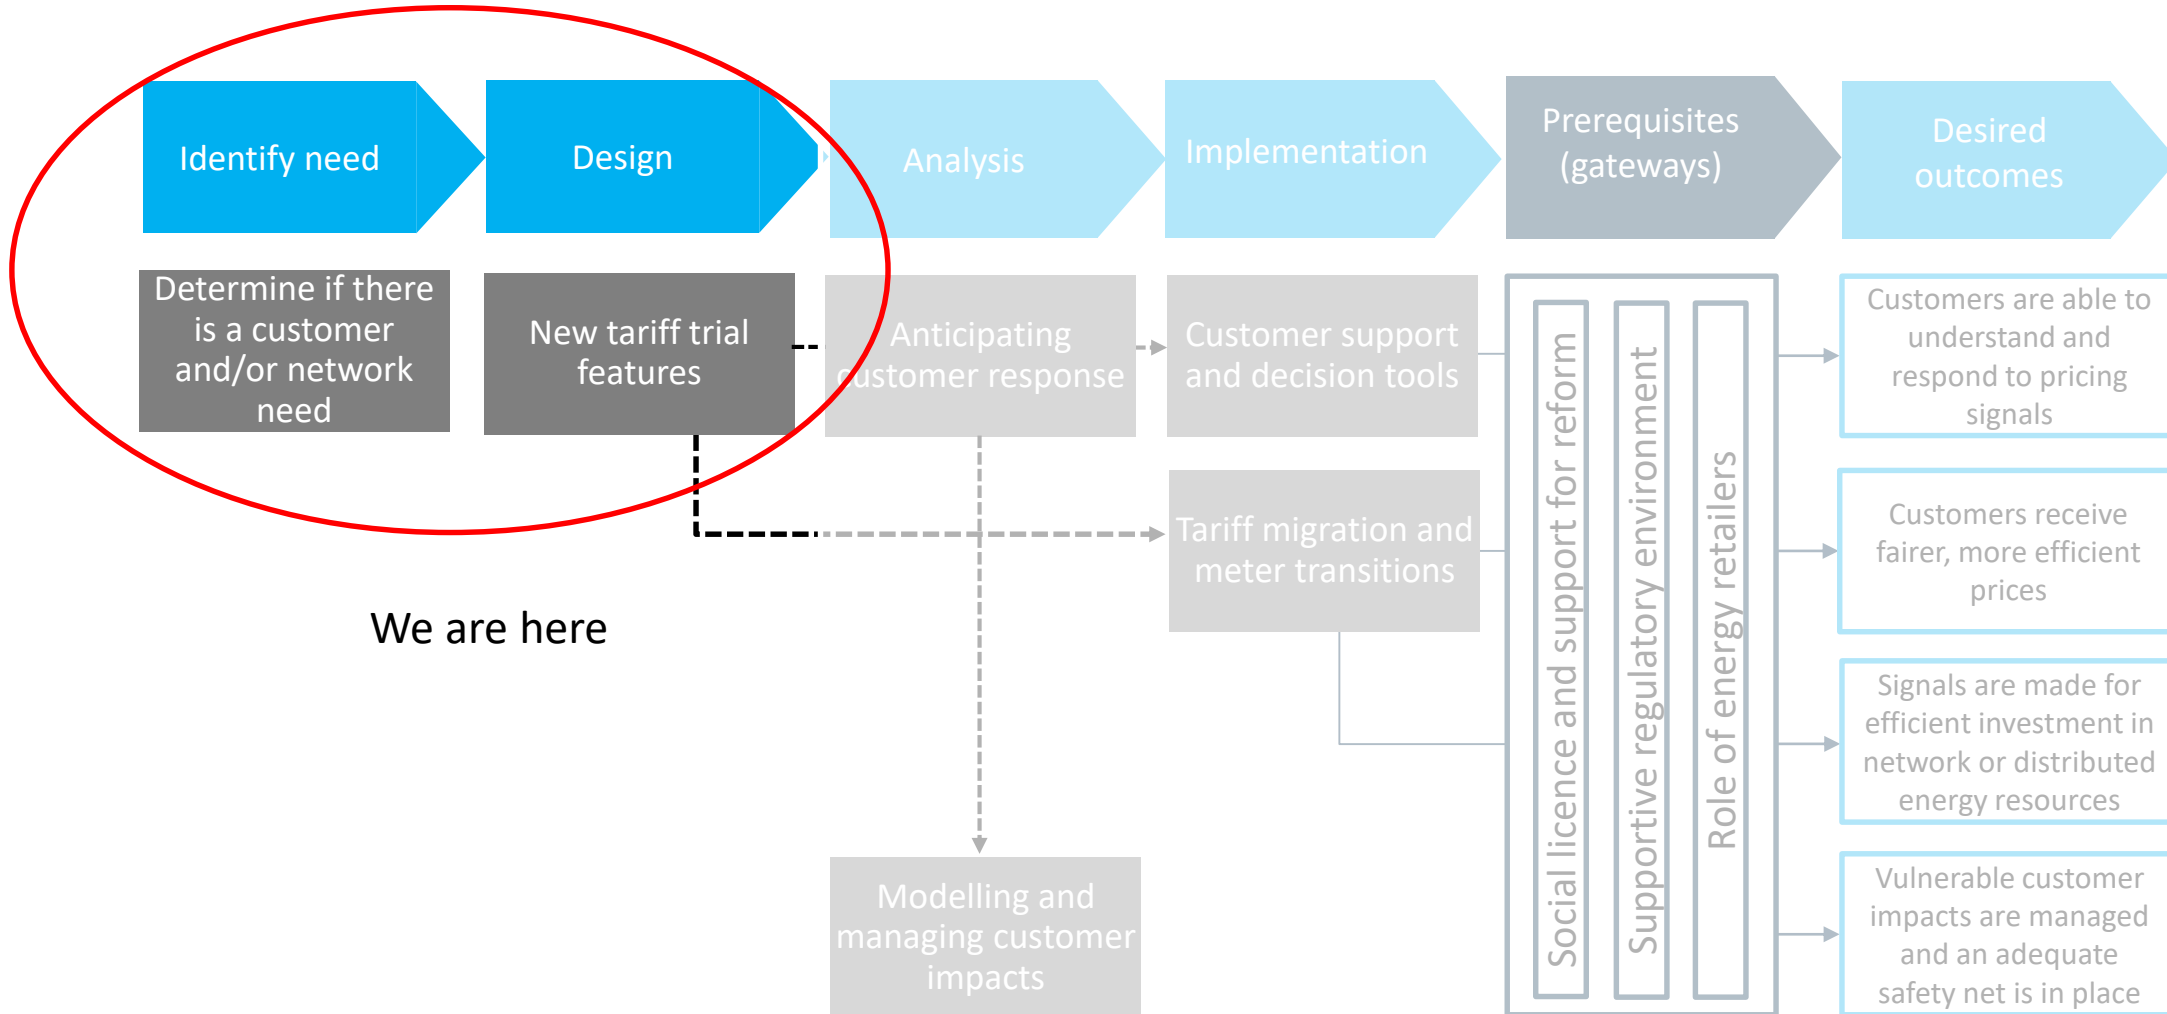 Identify need
Design
Analysis
Implementation
Prerequisites
(gateways)
Desired
outcomes
Determine if there
is a customer
and/or network
need
New tariff trial
features
Anticipating
customer response
Customer support
and decision tools
Tariff migration and
meter transitions
Modelling and
managing customer
impacts
We are here
Social licence and support for reform
Supportive regulatory environment
Role of energy retailers
Customers are able to
understand and
respond to pricing
signals
Customers receive
fairer, more efficient
prices
Signals are made for
efficient investment in
network or distributed
energy resources
Vulnerable customer
impacts are managed
and an adequate
safety net is in place